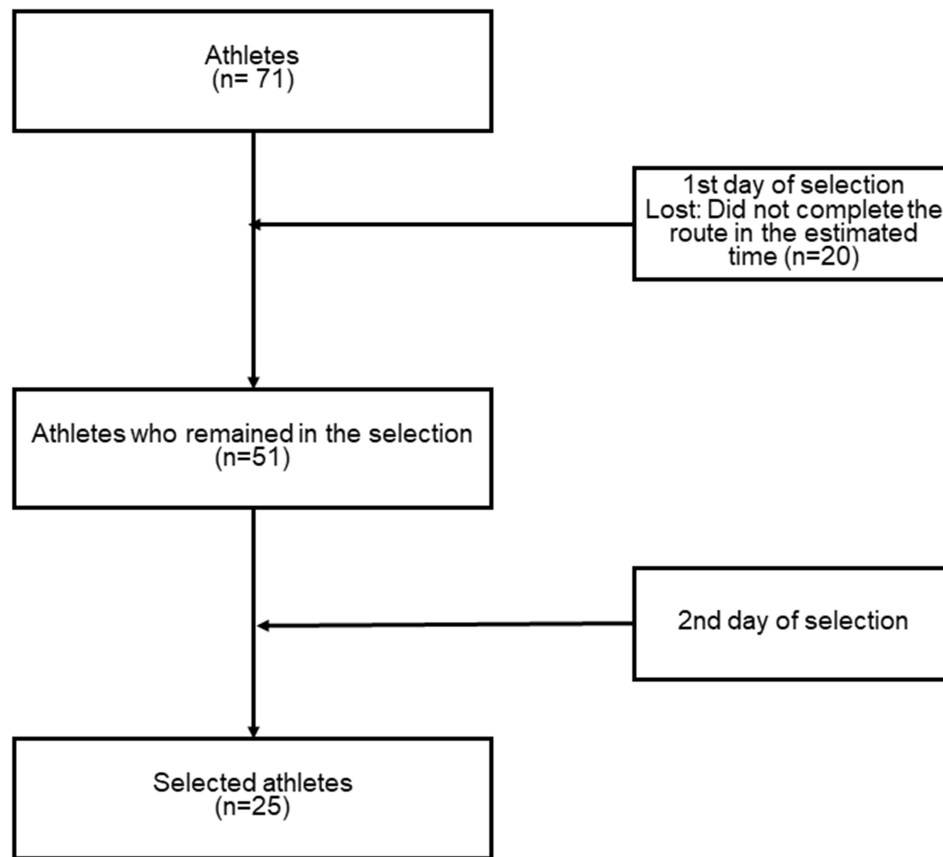 Athletes
(n= 71)
1st day of selection
Lost: Did not complete the
route in the estimated
time (n=20)
Athletes who remained in the selection
(n=51)
2nd day of selection
Selected athletes
(n=25)